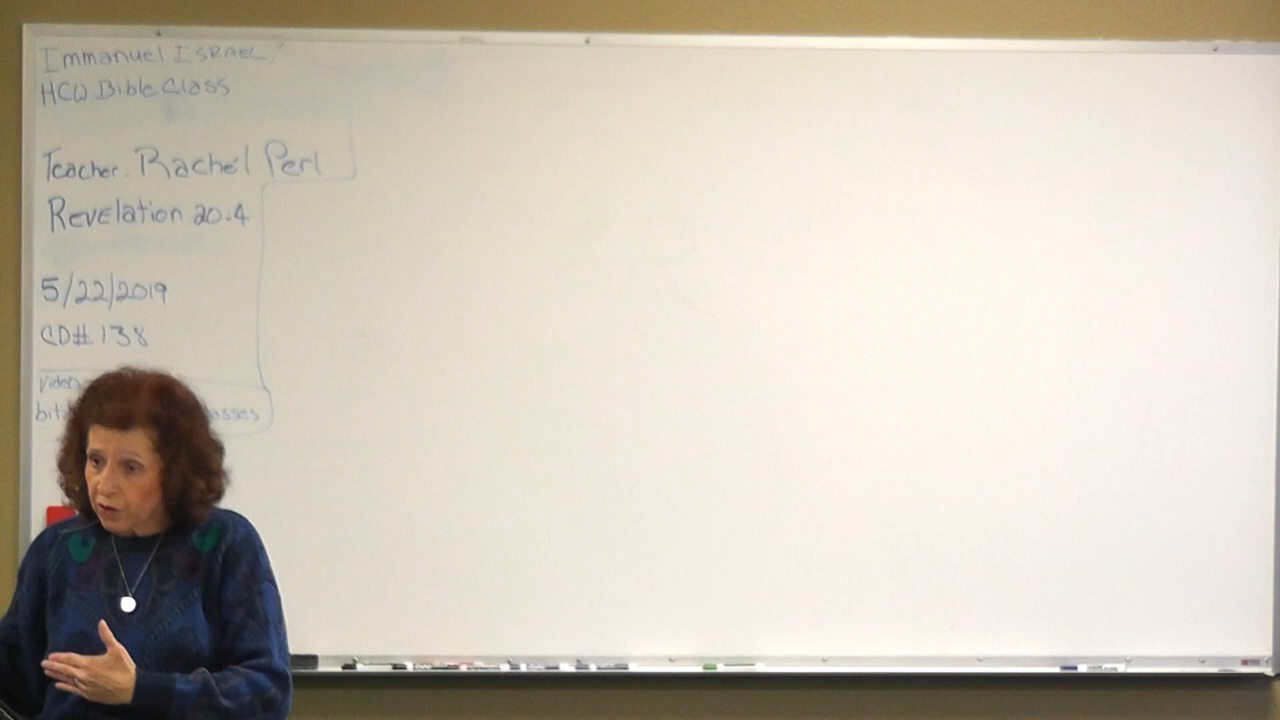 Immanuel ISRAEL/
HCW Bible Class
Teacher. Rachel Perl
Revelation 20:4
5/22/2019
CD# 138